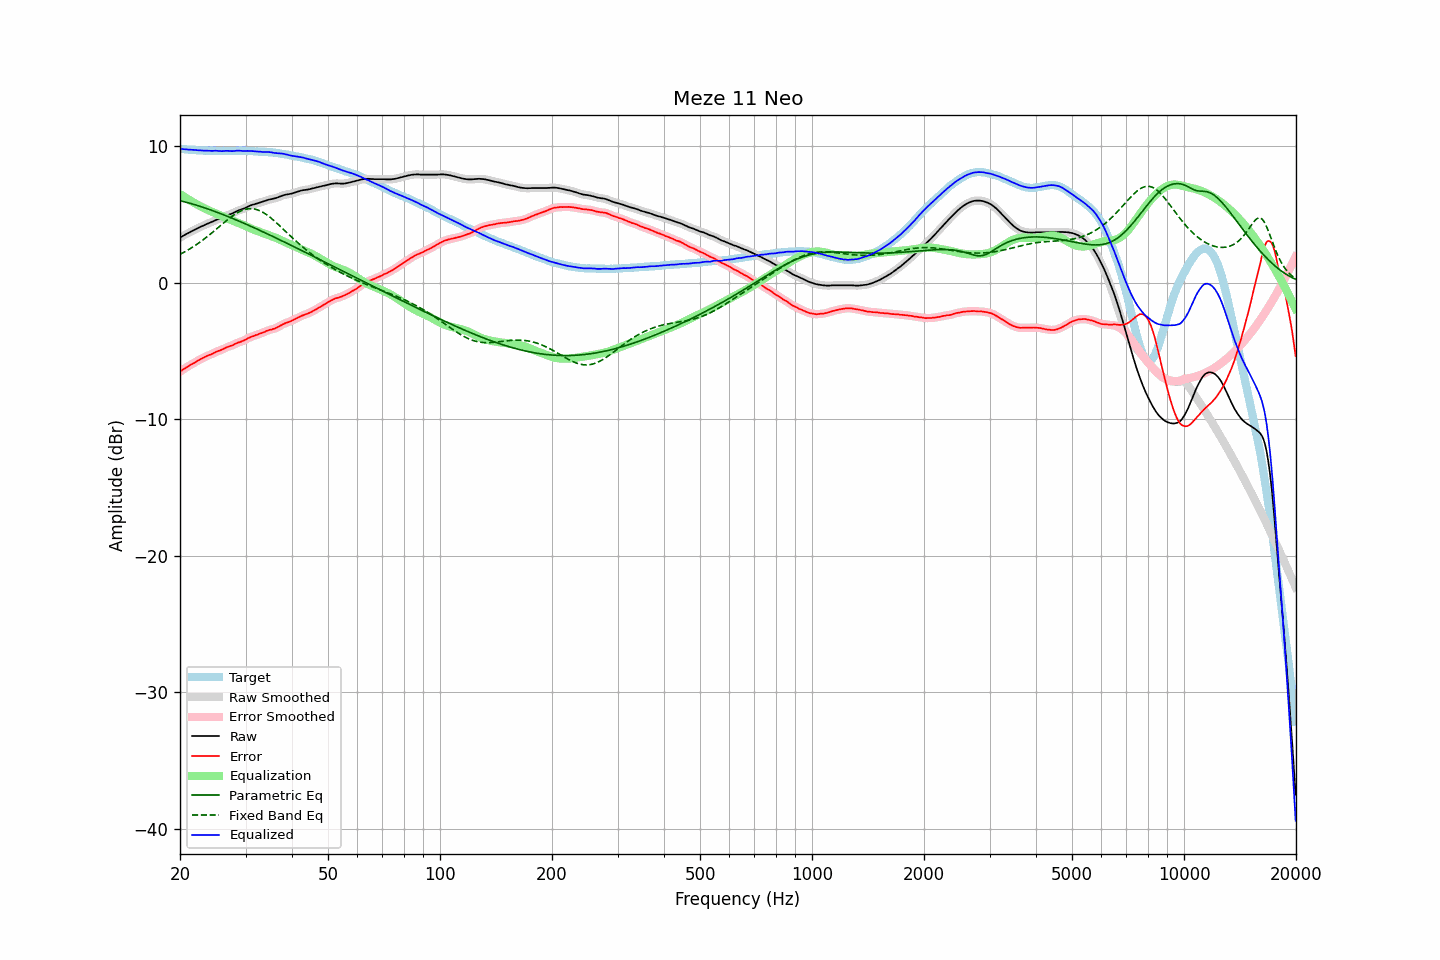 Meze 11 Neo
10
0
−10
−20
−30
−40
Amplitude (dBr)
Target
Raw Smoothed
Error Smoothed
Raw
Error
Equalization
Parametric Eq
Fixed Band Eq
Equalized
20 50 100 200 500 1000 2000 5000 10000 20000
Frequency (Hz)